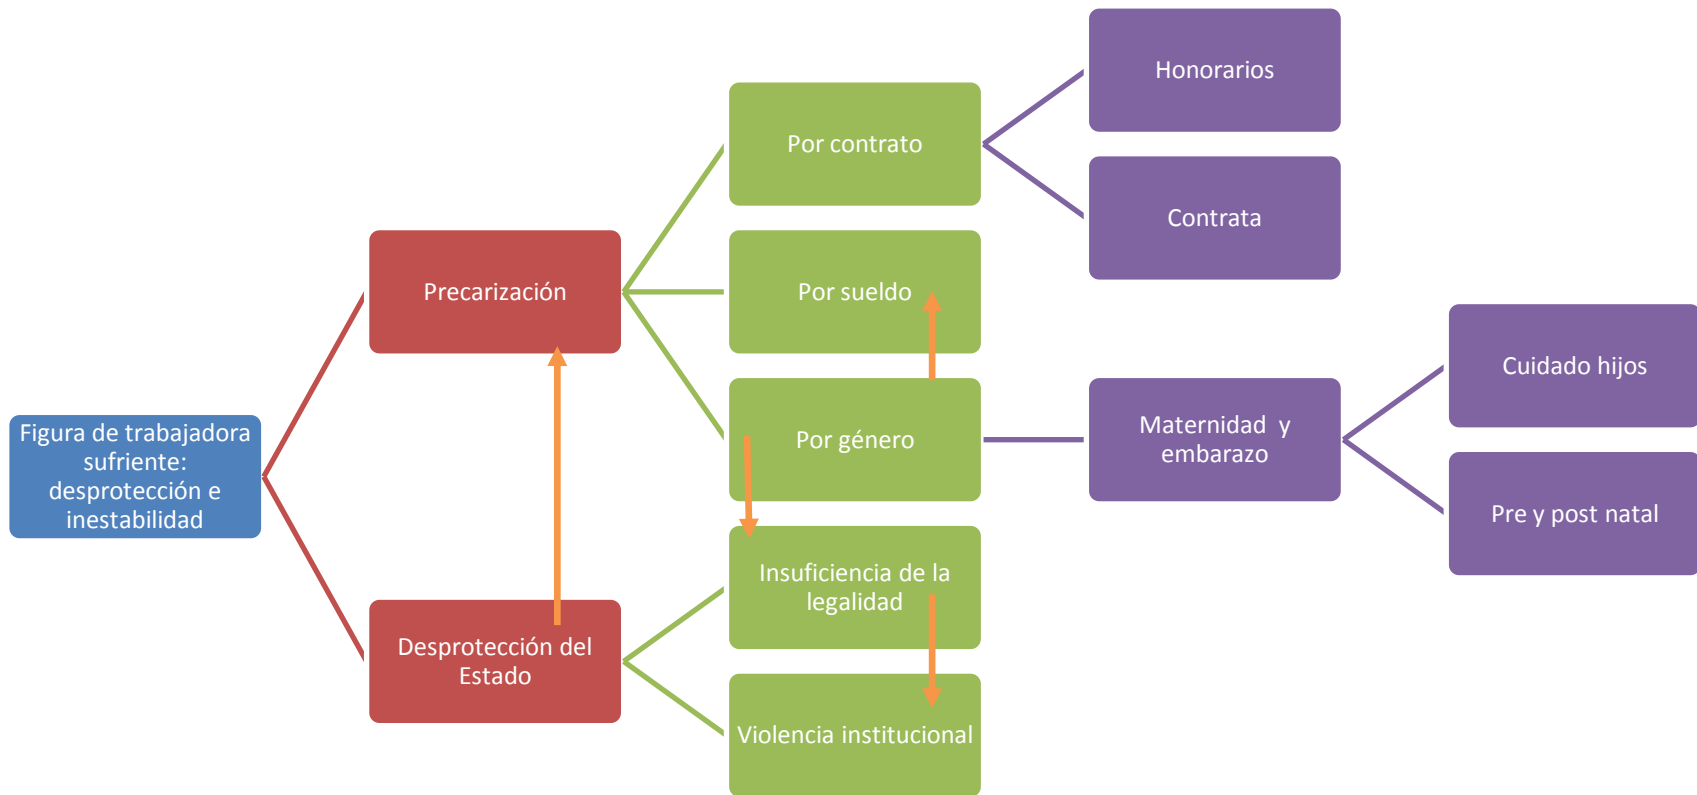 Figura de trabajadora
sufriente:
desprotección e
inestabilidad
Precarización
Desprotección del
Estado
Por contrato
Por sueldo
Por género
Insuficiencia de la
legalidad
Violencia institucional
Honorarios
Contrata
Maternidad y
embarazo
Cuidado hijos
Pre y post natal